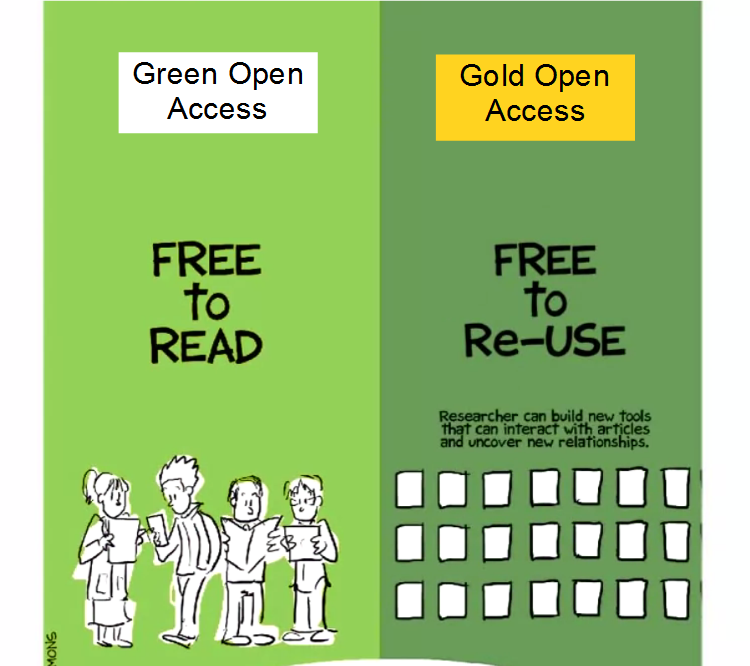 Green Open
Access
FREE
to
READ
Gold Open
Access
FREE
to
Re-USE
Researcher can build new tools
that can interact with articles
and uncover new relationships.